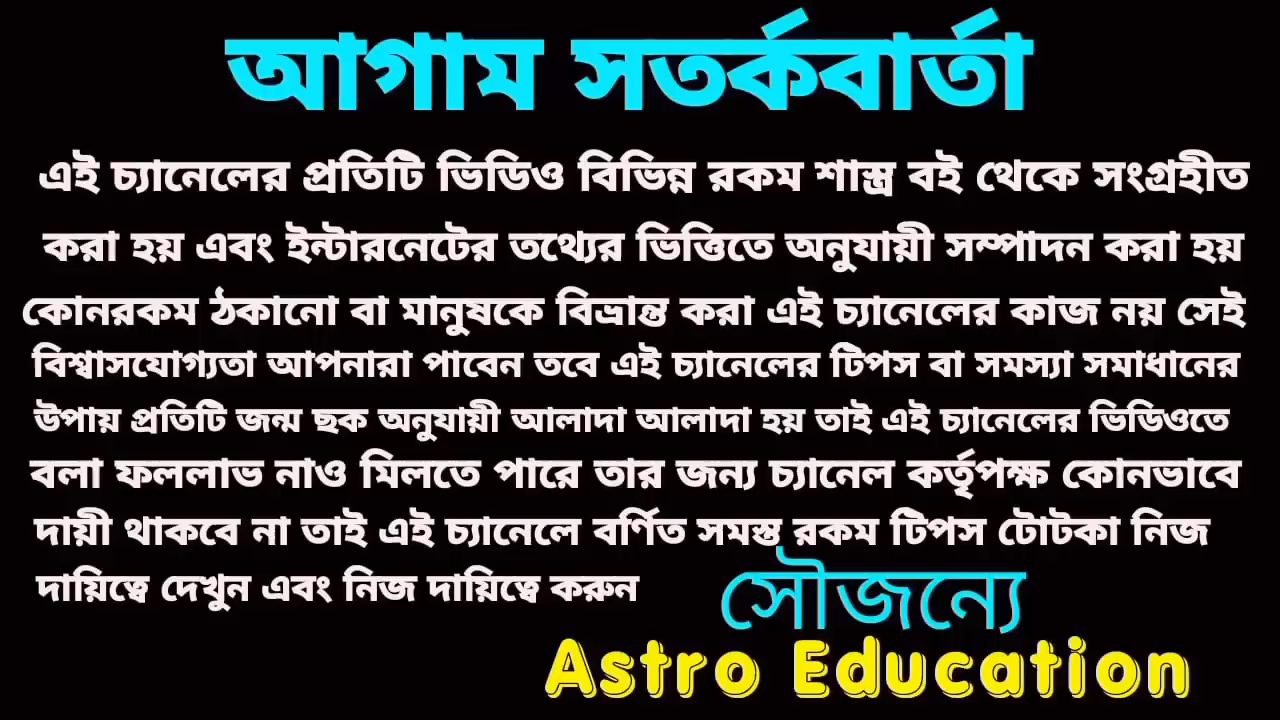 আগাম সতর্কবার্তা
এই চ্যানেলের প্রতিটি ভিডিও বিভিন্ন রকম শাস্ত্র বই থেকে সংগ্রহীত
করা হয় এবং ইন্টারনেটের তথ্যের ভিত্তিতে অনুযায়ী সম্পাদন করা হয়
কোনরকম ঠকানো বা মানুষকে বিভ্রান্ত করা এই চ্যানেলের কাজ নয় সেই
বিশ্বাসযোগ্যতা আপনারা পাবেন তবে এই চ্যানেলের টিপস বা সমস্যা সমাধানের
উপায় প্রতিটি জন্ম ছক অনুযায়ী আলাদা আলাদা হয় তাই এই চ্যানেলের ভিডিওতে
বলা ফললাভ নাও মিলতে পারে তার জন্য চ্যানেল কর্তৃপক্ষ কোনভাবে
দায়ী থাকবে না তাই এই চ্যানেলে বর্ণিত সমস্ত রকম টিপস টোটকা নিজ
দায়িত্বে দেখুন এবং নিজ দায়িত্বে করুন
সৌজন্যে
Astro Education